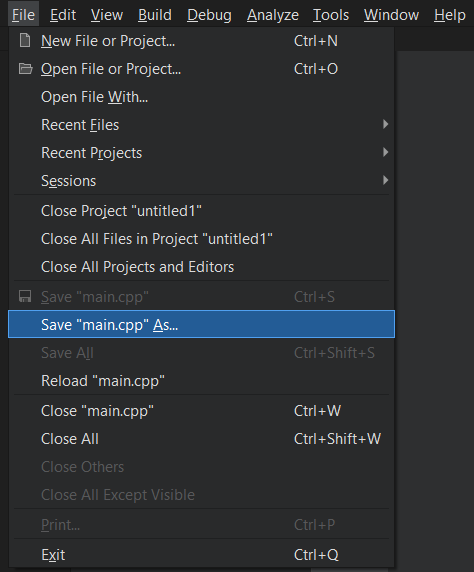 File Edit View Build Debug Analyze Tools Window Help
New File or Project... Ctrl+N
Open File or Project... Ctrl+O
Open File With...
Recent Files
Recent Projects
Sessions
Close Project "untitled1"
Close All Files in Project "untitled1"
Close All Projects and Editors
Save "main.cpp" Ctrl+S
Save "main.cpp" As...
Save All Ctrl+Shift+S
Reload "main.cpp"
Close "main.cpp" Ctrl+W
Close All Ctrl+Shift+W
Close Others
Close All Except Visible
Print... Ctrl+P
Exit Ctrl+Q